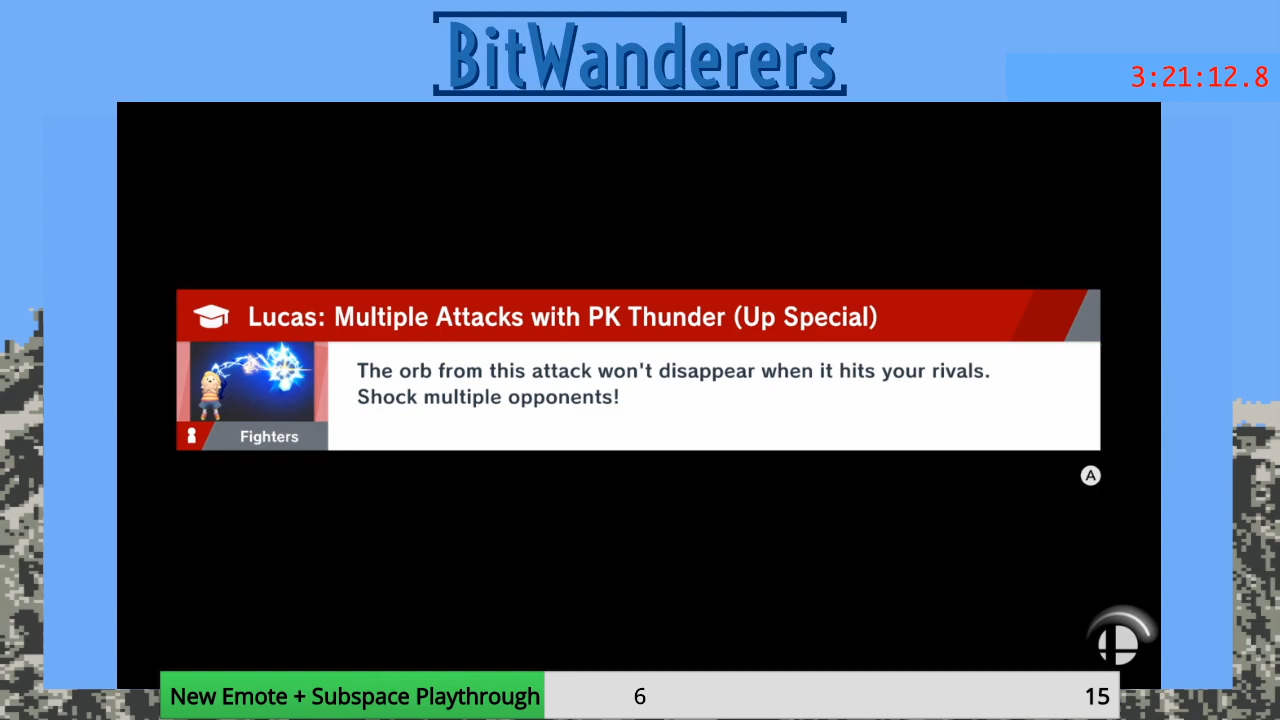 BitWanderers
3:21:12.8
Lucas: Multiple Attacks with PK Thunder (Up Special)
The orb from this attack won't disappear when it hits your rivals.
Shock multiple opponents!
Fighters
A
New Emote + Subspace Playthrough 6 15